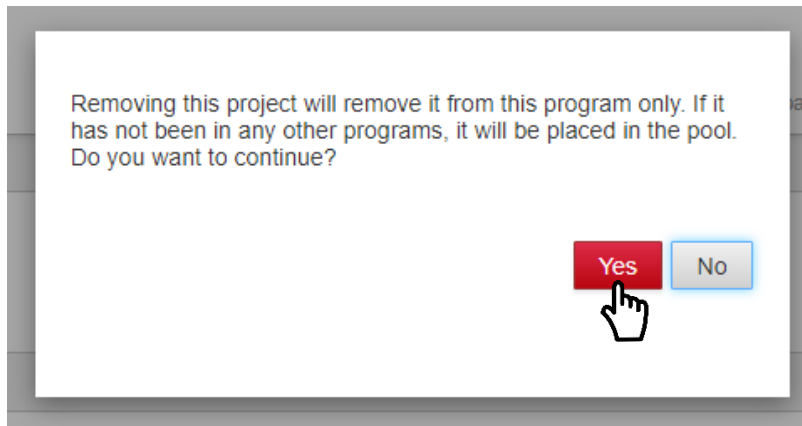 Removing this project will remove it from this program only. If it
has not been in any other programs, it will be placed in the pool.
Do you want to continue?
Yes No